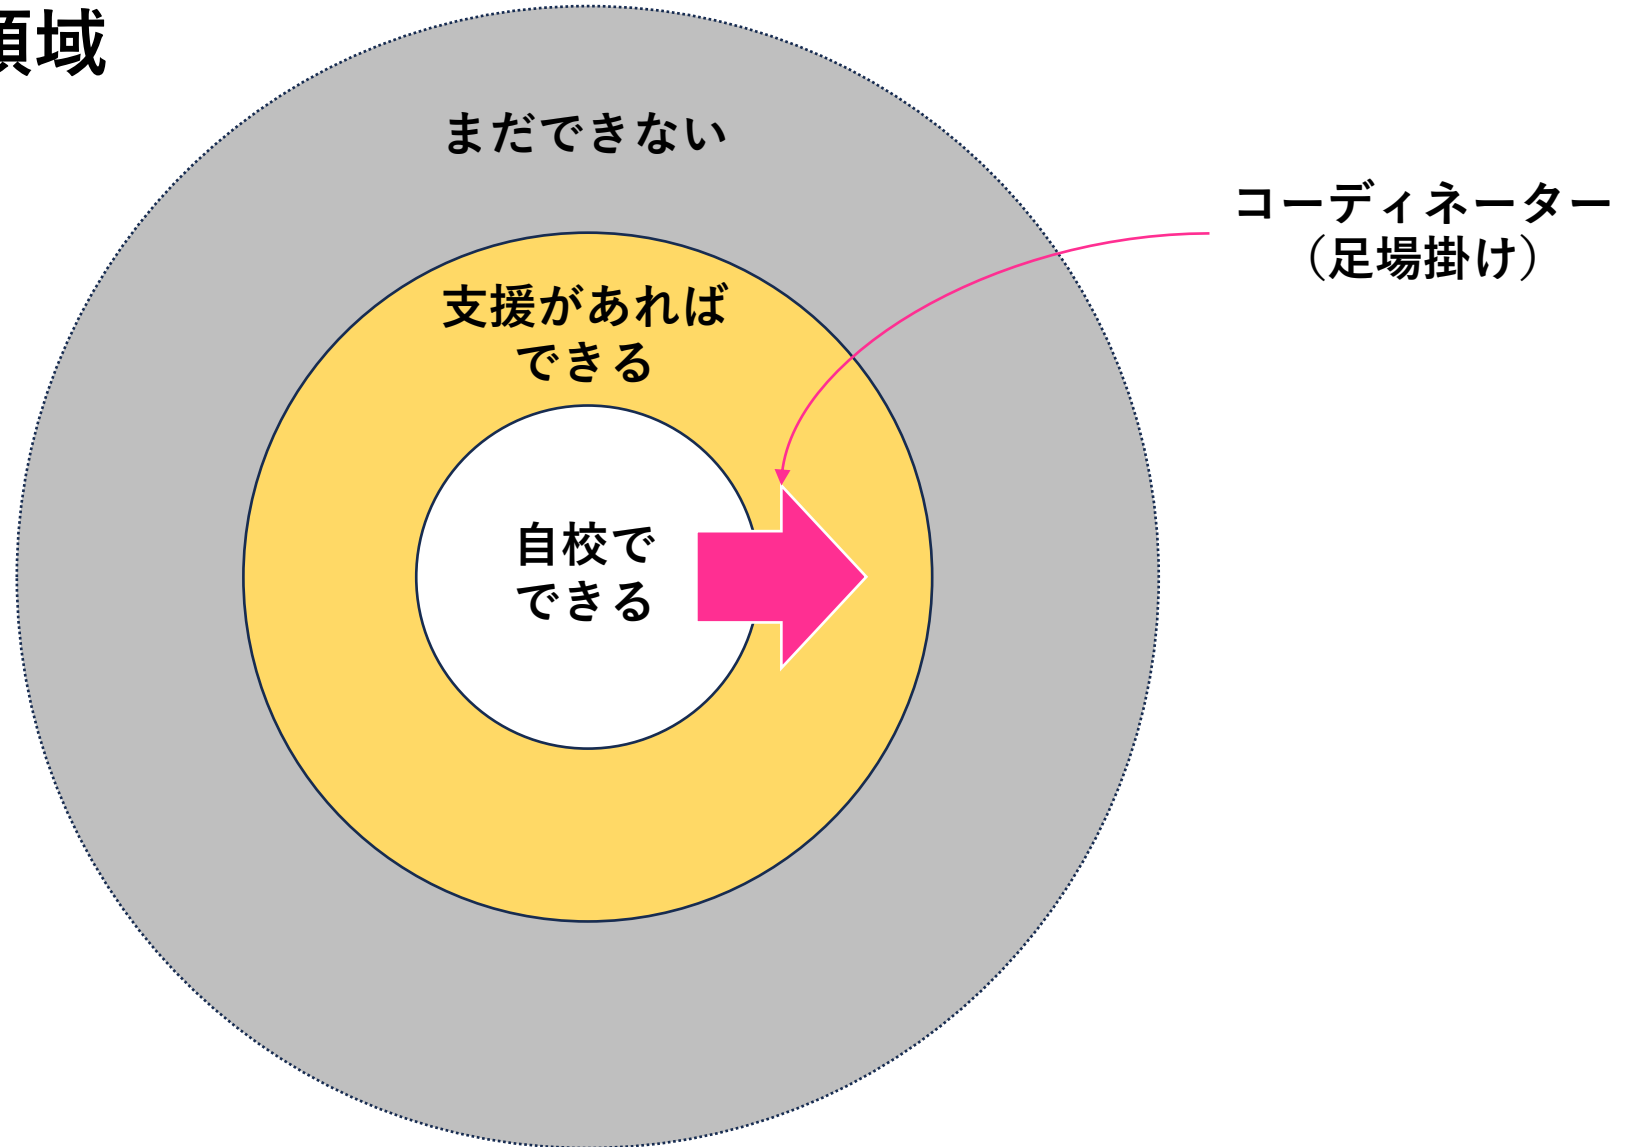 領域
まだできない
コーディネーター
（足場掛け）
支援があれば
できる
自校で
できる